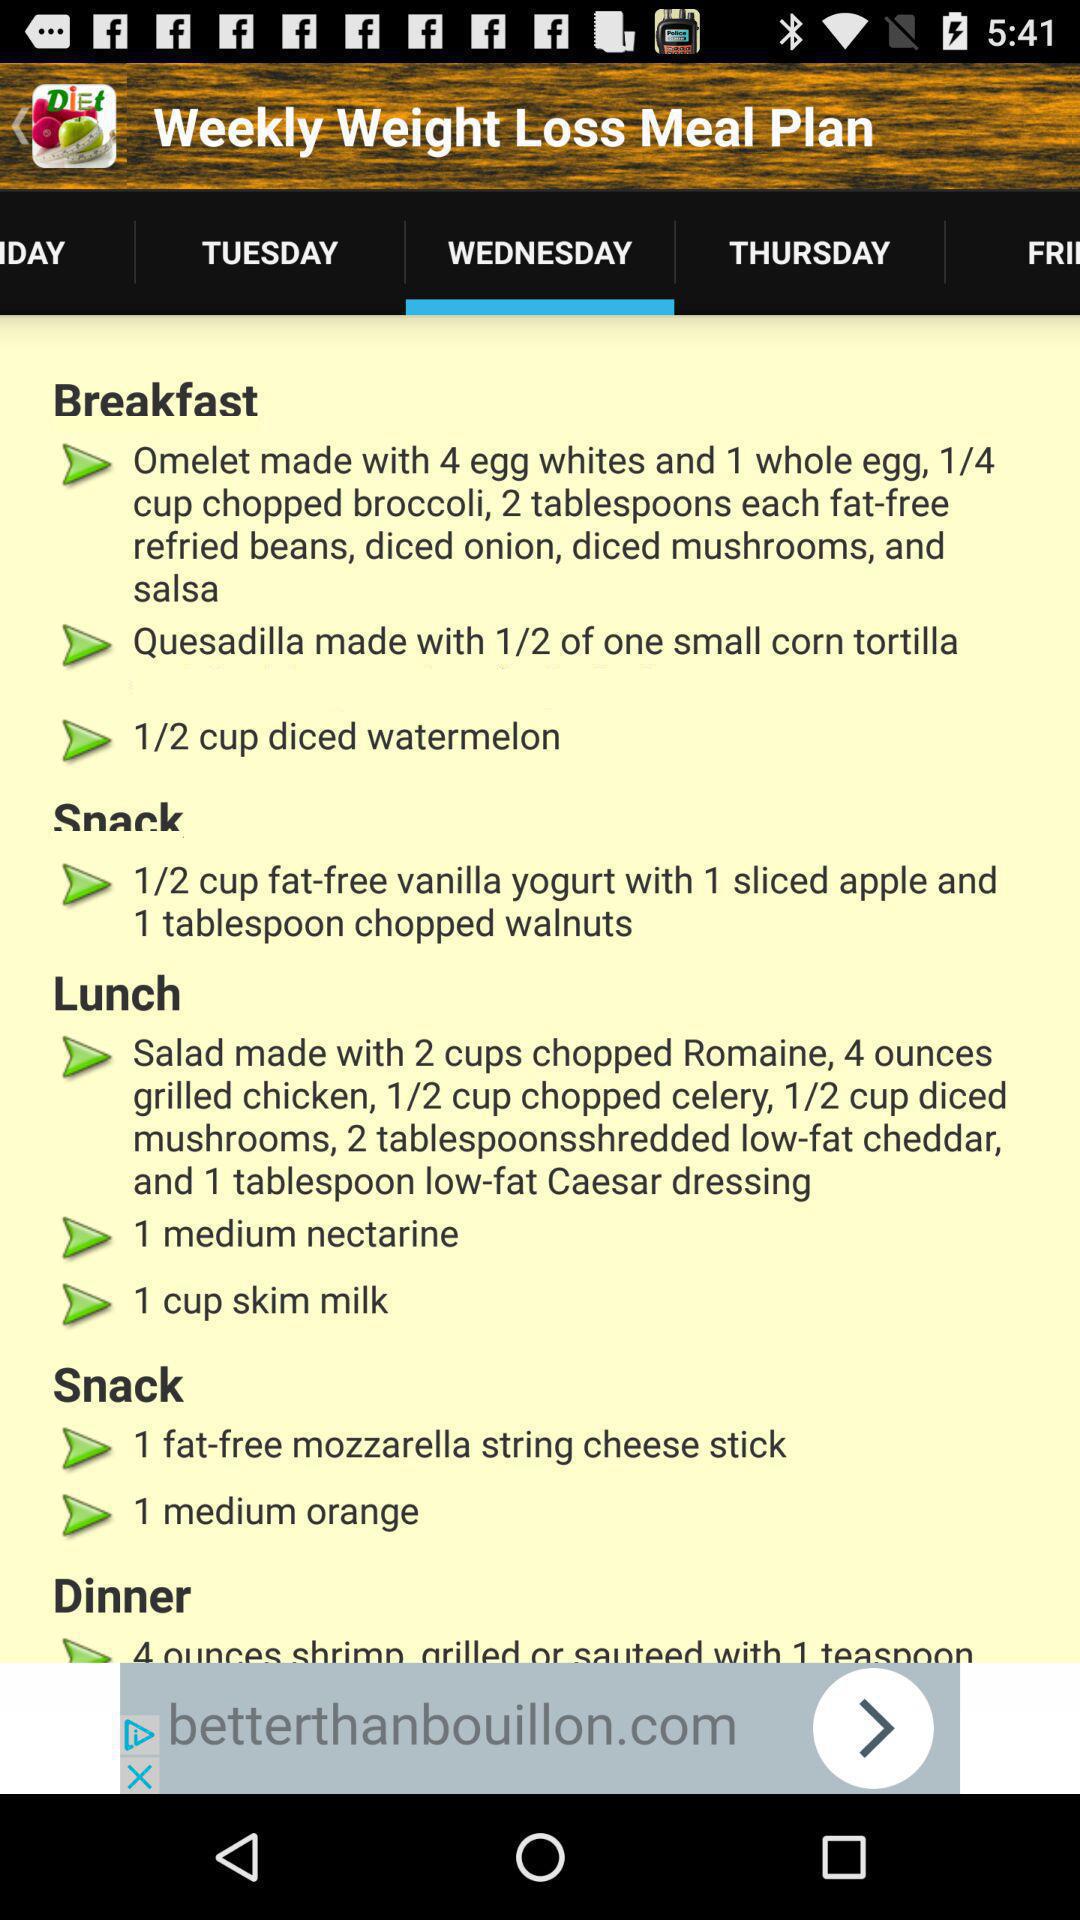 5:41
DiEt
Weekly Weight Loss Meal Plan
IDAY TUESDAY WEDNESDAY THURSDAY FRI
Breakfast
Omelet made with 4 egg whites and 1 whole egg, 1/4
cup chopped broccoli, 2 tablespoons each fat-free
refried beans, diced onion, diced mushrooms, and
salsa
Quesadilla made with 1/2 of one small corn tortilla
1/2 cup diced watermelon
Snack
1/2 cup fat-free vanilla yogurt with 1 sliced apple and
1 tablespoon chopped walnuts
Lunch
Salad made with 2 cups chopped Romaine, 4 ounces
grilled chicken, 1/2 cup chopped celery, 1/2 cup diced
mushrooms, 2 tablespoonsshredded low-fat cheddar,
and 1 tablespoon low-fat Caesar dressing
1 medium nectarine
1 cup skim milk
Snack
1 fat-free mozzarella string cheese stick
1 medium orange
Dinner
4 ounces shrimp, grilled or sauteed with 1 teaspoon
betterthanbouillon.com